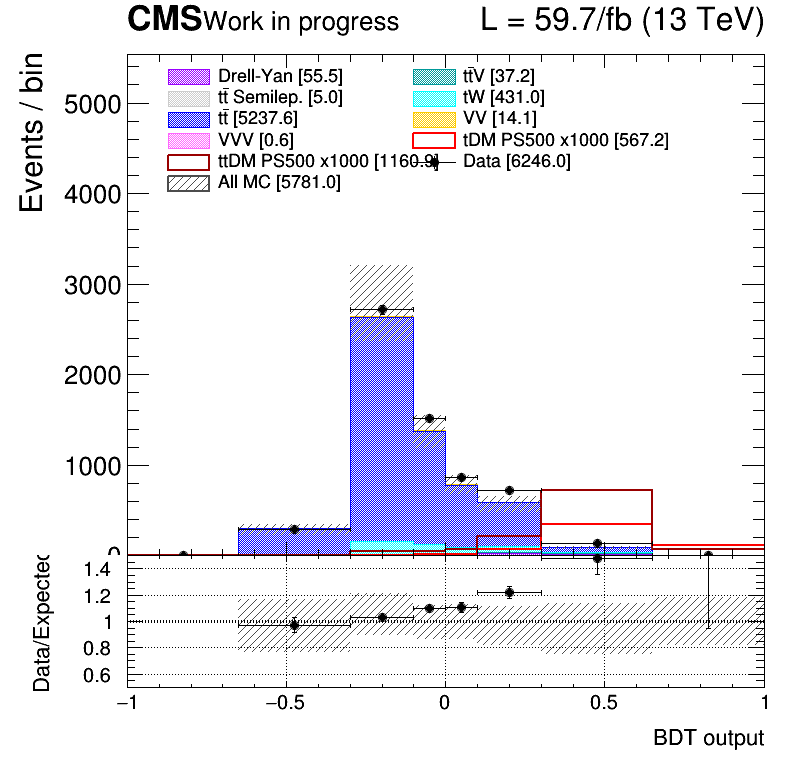 CMS Work in progress L = 59.7/fb (13 TeV)
Events / bin
5000
4000
3000
2000
1000
0
Drell-Yan [55.5] tt̄V [37.2]
tt̄ Semilep. [5.0] tW [431.0]
tt̄ [5237.6] VV [14.1]
VVV [0.6] tDM PS500 x1000 [567.2]
ttDM PS500 x1000 [1160.9] Data [6246.0]
All MC [5781.0]
Data/Expected
1.4
1.2
1
0.8
0.6
−1 −0.5 0 0.5 1
BDT output